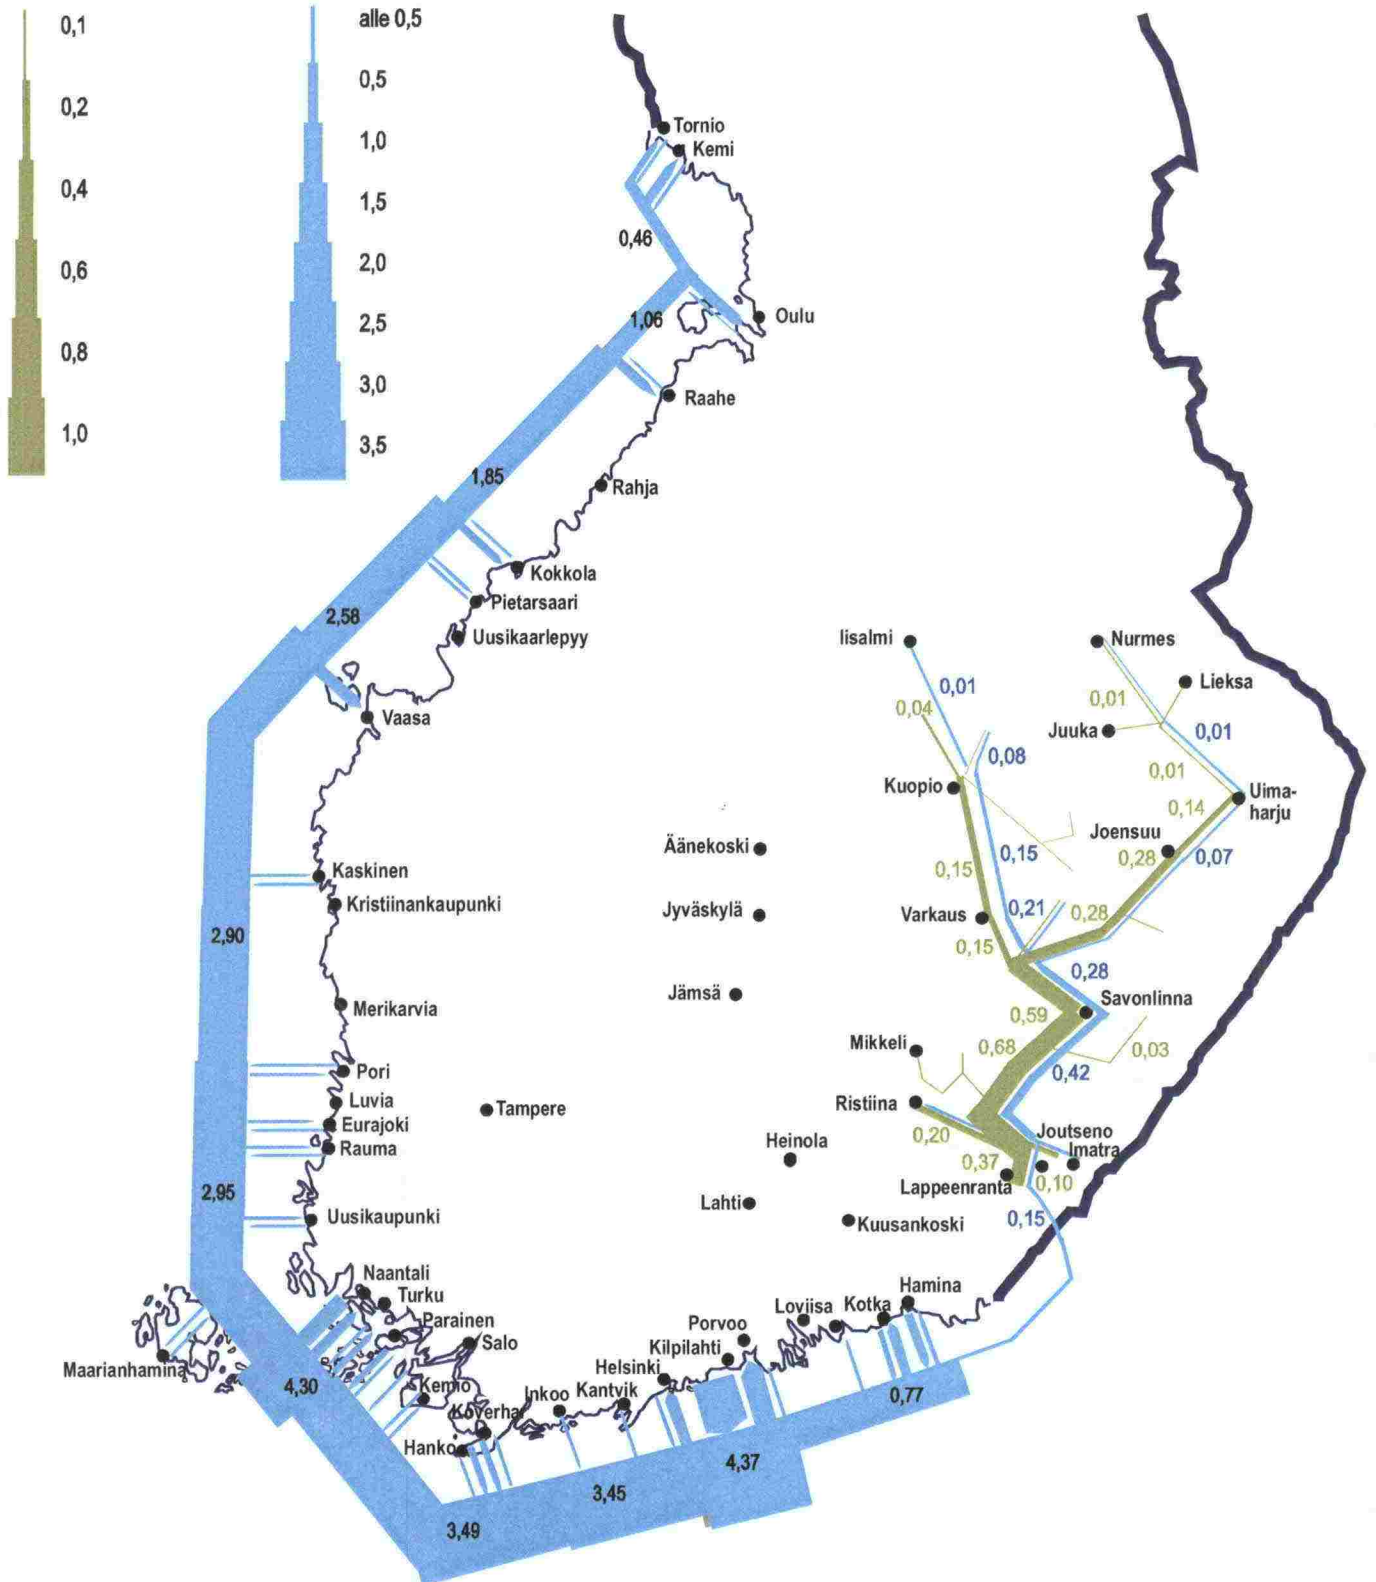 0,1
0,2
0,4
0,6
0,8
1,0
alle 0,5
0,5
1,0
1,5
2,0
2,5
3,0
3,5
Tornio
Kemi
0,46
1,06
Oulu
Raahe
1,85
Rahja
Kokkola
Pietarsaari
2,58
Uusikaarlepyy
Vaasa
Iisalmi
Nurmes
0,01
0,01
Lieksa
0,04
Juuka
0,01
0,08
0,01
Kuopio
0,14
Uima-
harju
Joensuu
Äänekoski
0,15
0,28
0,07
0,15
Kaskinen
Kristiinankaupunki
Jyväskylä
Varkaus
0,21
0,28
2,90
0,15
0,28
Jämsä
Savonlinna
Merikarvia
0,59
Mikkeli
0,68
0,03
0,42
Pori
Luvia
Tampere
Ristiina
Eurajoki
0,20
Joutseno
Rauma
Heinola
Imatra
0,37
0,10
Lappeenranta
2,95
Lahti
Uusikaupunki
Kuusankoski
0,15
Naantali
Turku
Hamina
Parainen
Loviisa
Kotka
Salo
Porvoo
Kilpilahti
Maarianhamina
Helsinki
4,30
Kemiö
Inkoo
Kantvik
0,77
Koverhar
Hanko
4,37
3,45
3,49